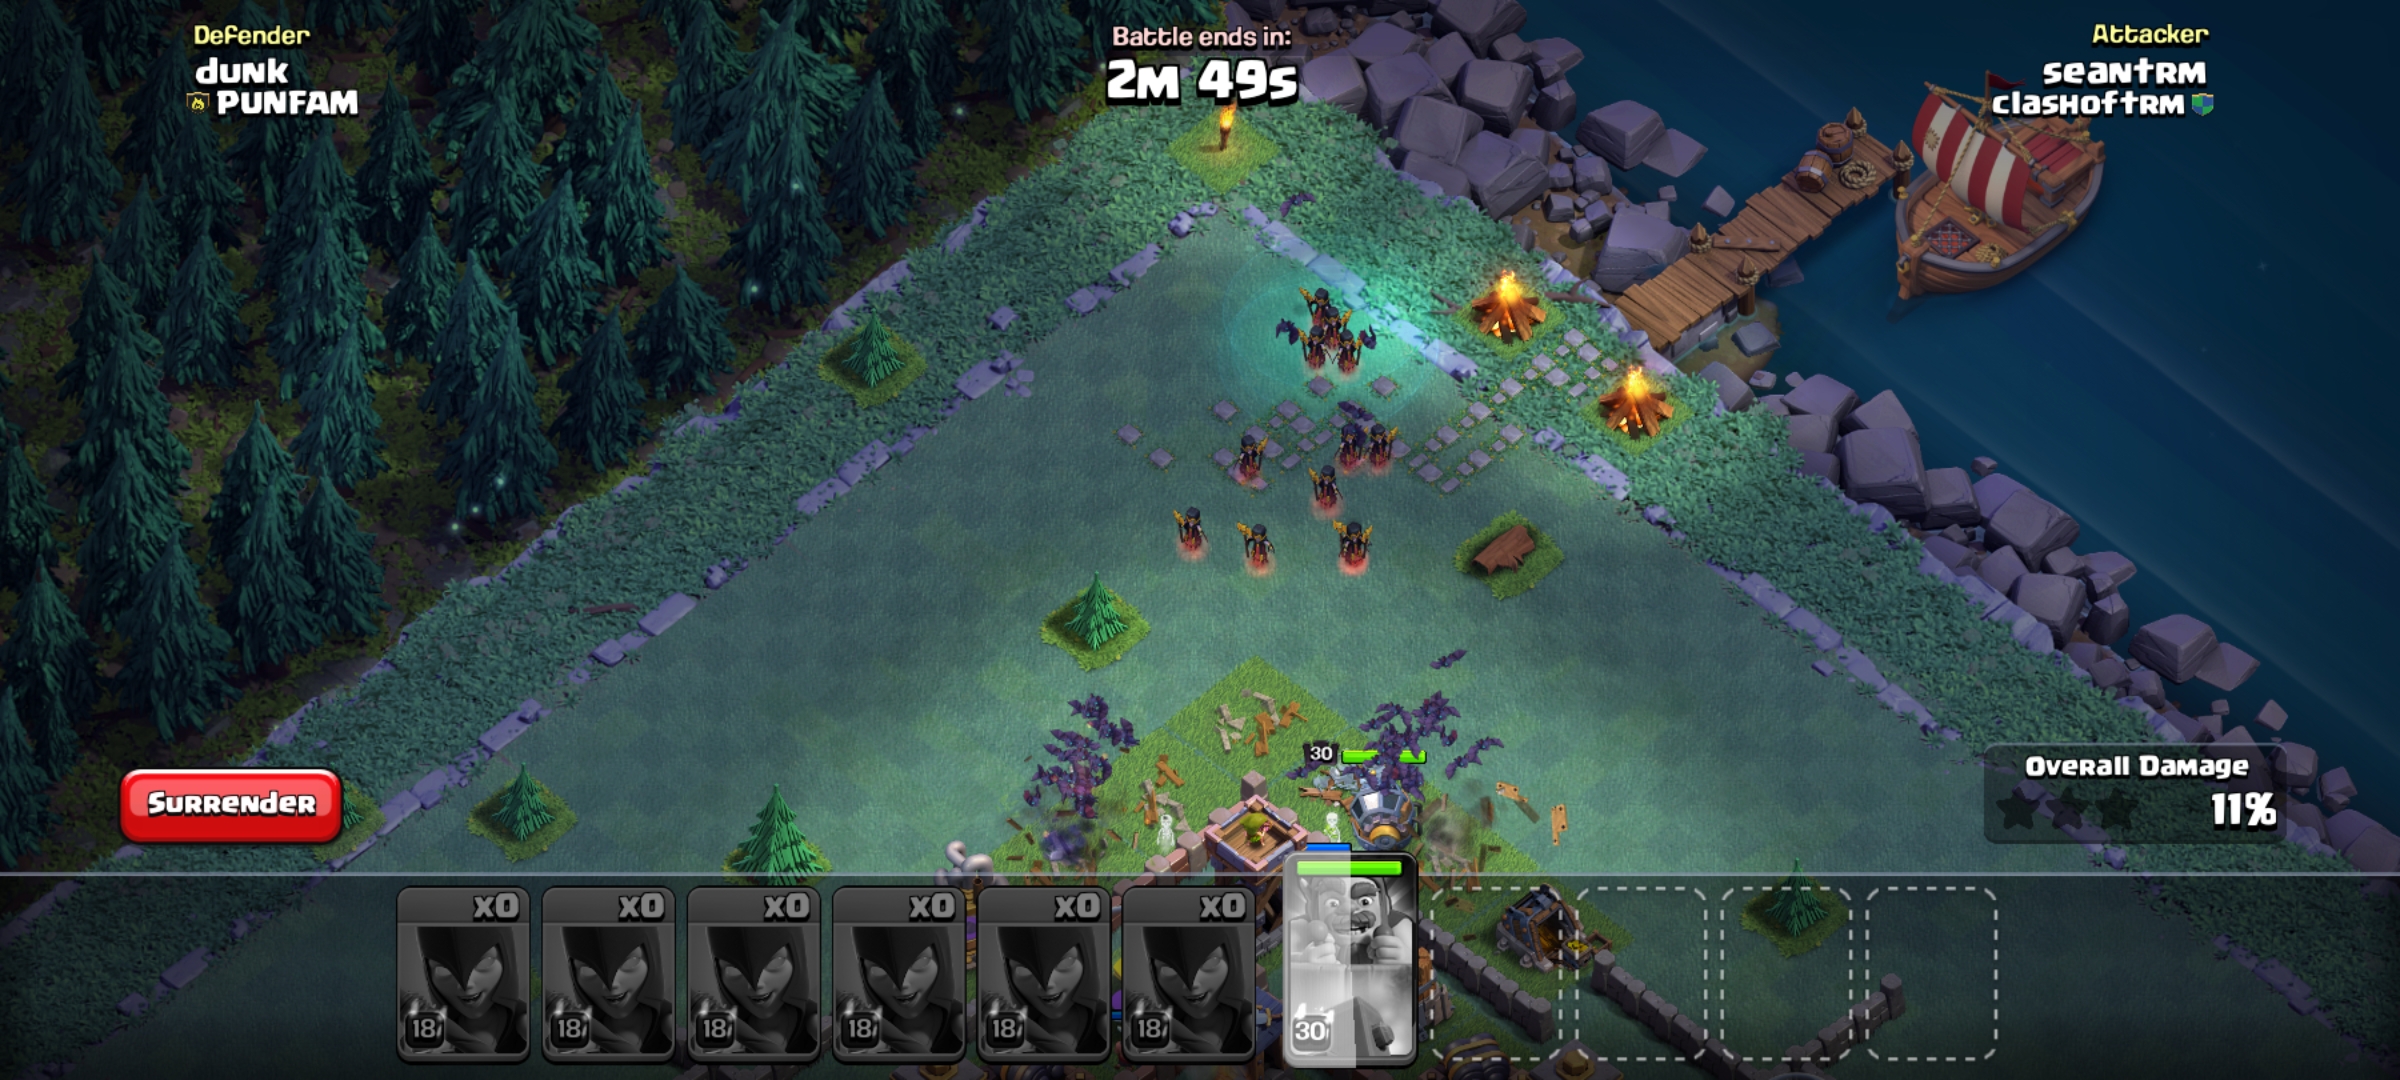 Defender
dunk
PUNFAM
Battle ends in:
2M 49s
Attacker
seantrm
clashoftrm
Surrender
30
Overall Damage
11%
x0
x0
x0
x0
x0
x0
18
18
18
18
18
18
30